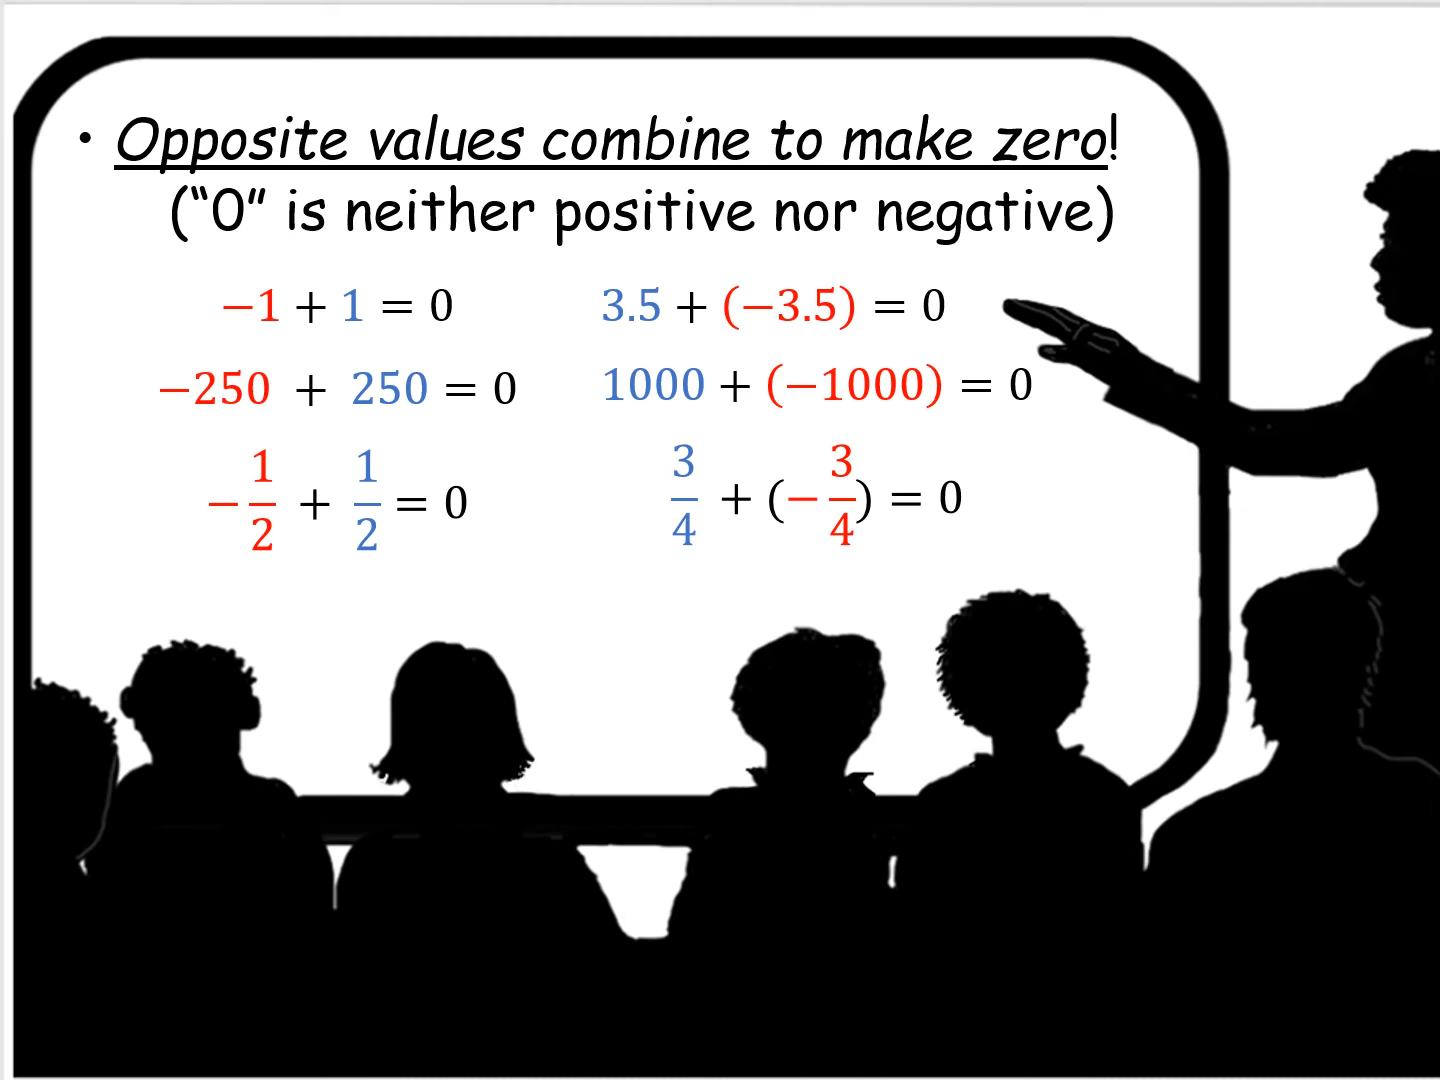 • Opposite values combine to make zero!
(“0” is neither positive nor negative)
−1 + 1 = 0
3.5 + (−3.5) = 0
−250 + 250 = 0
1000 + (−1000) = 0
−1/2 + 1/2 = 0
3/4 + (−3/4) = 0